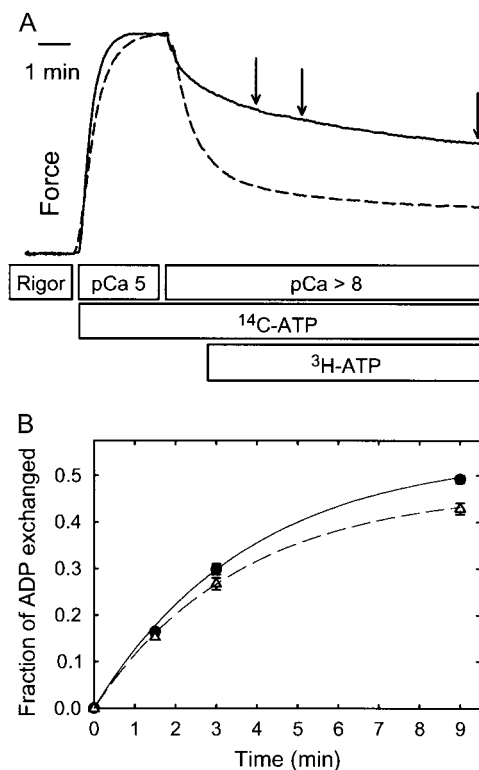 A
1 min
Force
Rigor
pCa 5
pCa > 8
¹⁴C-ATP
³H-ATP
B
Fraction of ADP exchanged
0.5
0.4
0.3
0.2
0.1
0.0
0 1 2 3 4 5 6 7 8 9
Time (min)